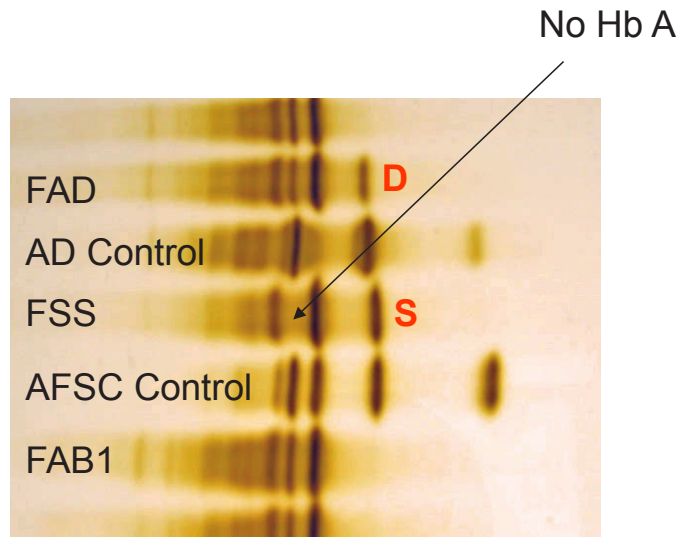 No Hb A
FAD
D
AD Control
FSS
S
AFSC Control
FAB1